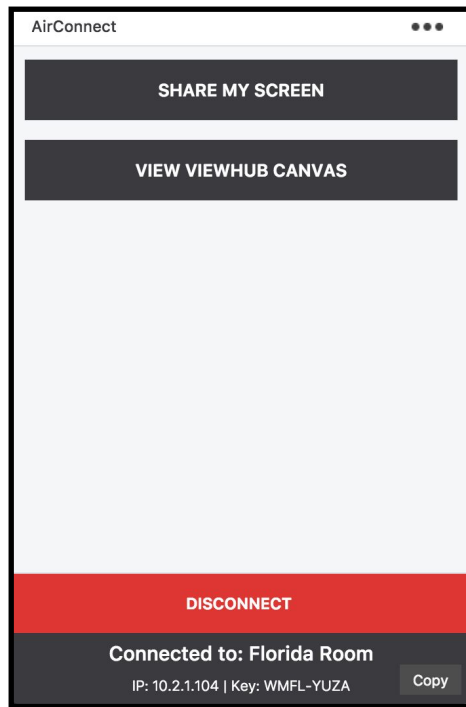 AirConnect
SHARE MY SCREEN
VIEW VIEWHUB CANVAS
DISCONNECT
Connected to: Florida Room
IP: 10.2.1.104 | Key: WMFL-YUZA
Copy